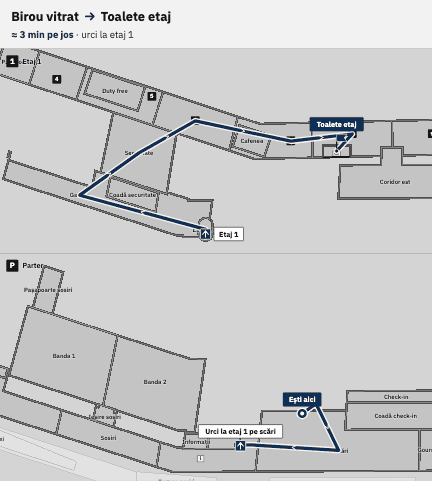 Birou vitrat → Toalete etaj
≈ 3 min pe jos · urci la etaj 1
1 Etaj 1
4
Duty free
5
Toalete etaj
Cafenea
Coridor est
Coadă securitate
Etaj 1
P Parter
Pașapoarte sosiri
Banda 1
Banda 2
Ești aici
Check-in
Coadă check-in
Urci la etaj 1 pe scări
Sosiri
Informații